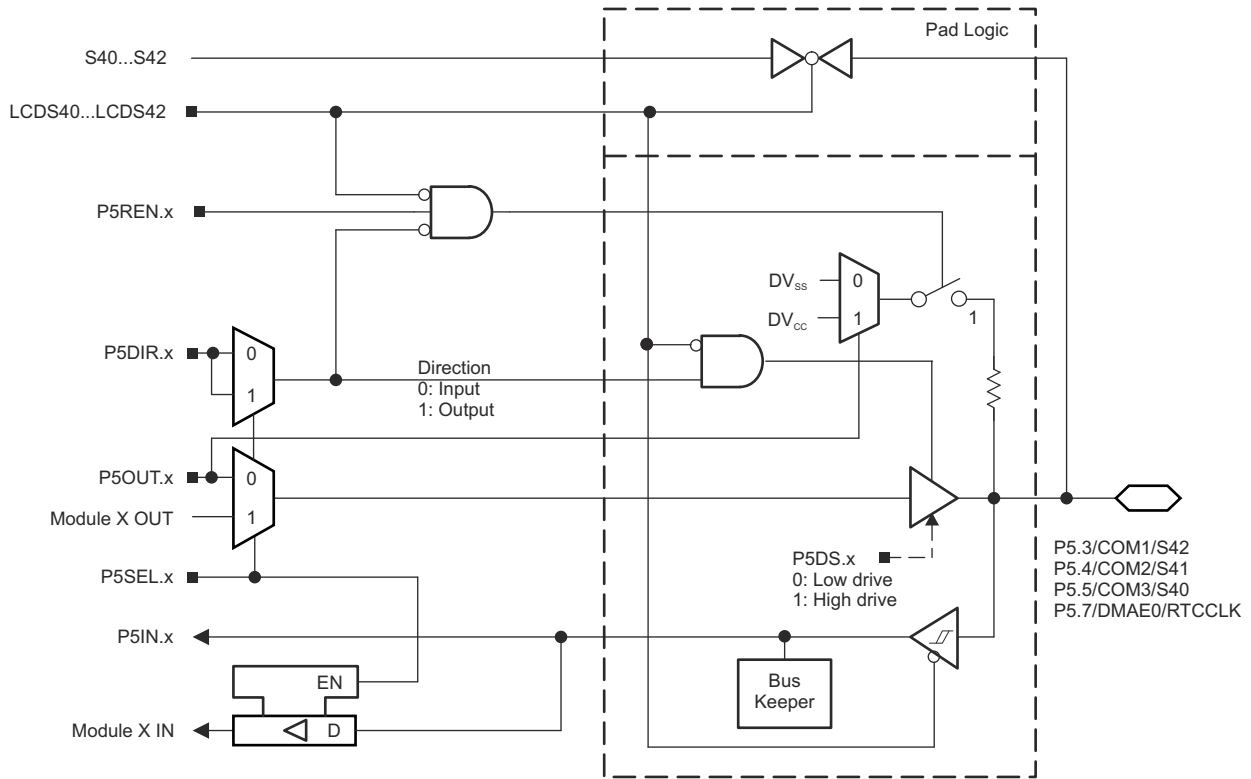 Pad Logic
S40...S42
LCDS40...LCDS42
P5REN.x
DVSS
0
DVCC
1
1
P5DIR.x
0
1
Direction
0: Input
1: Output
P5OUT.x
0
Module X OUT
1
P5SEL.x
P5DS.x
0: Low drive
1: High drive
P5.3/COM1/S42
P5.4/COM2/S41
P5.5/COM3/S40
P5.7/DMAE0/RTCCLK
P5IN.x
EN
Bus
Keeper
Module X IN
D